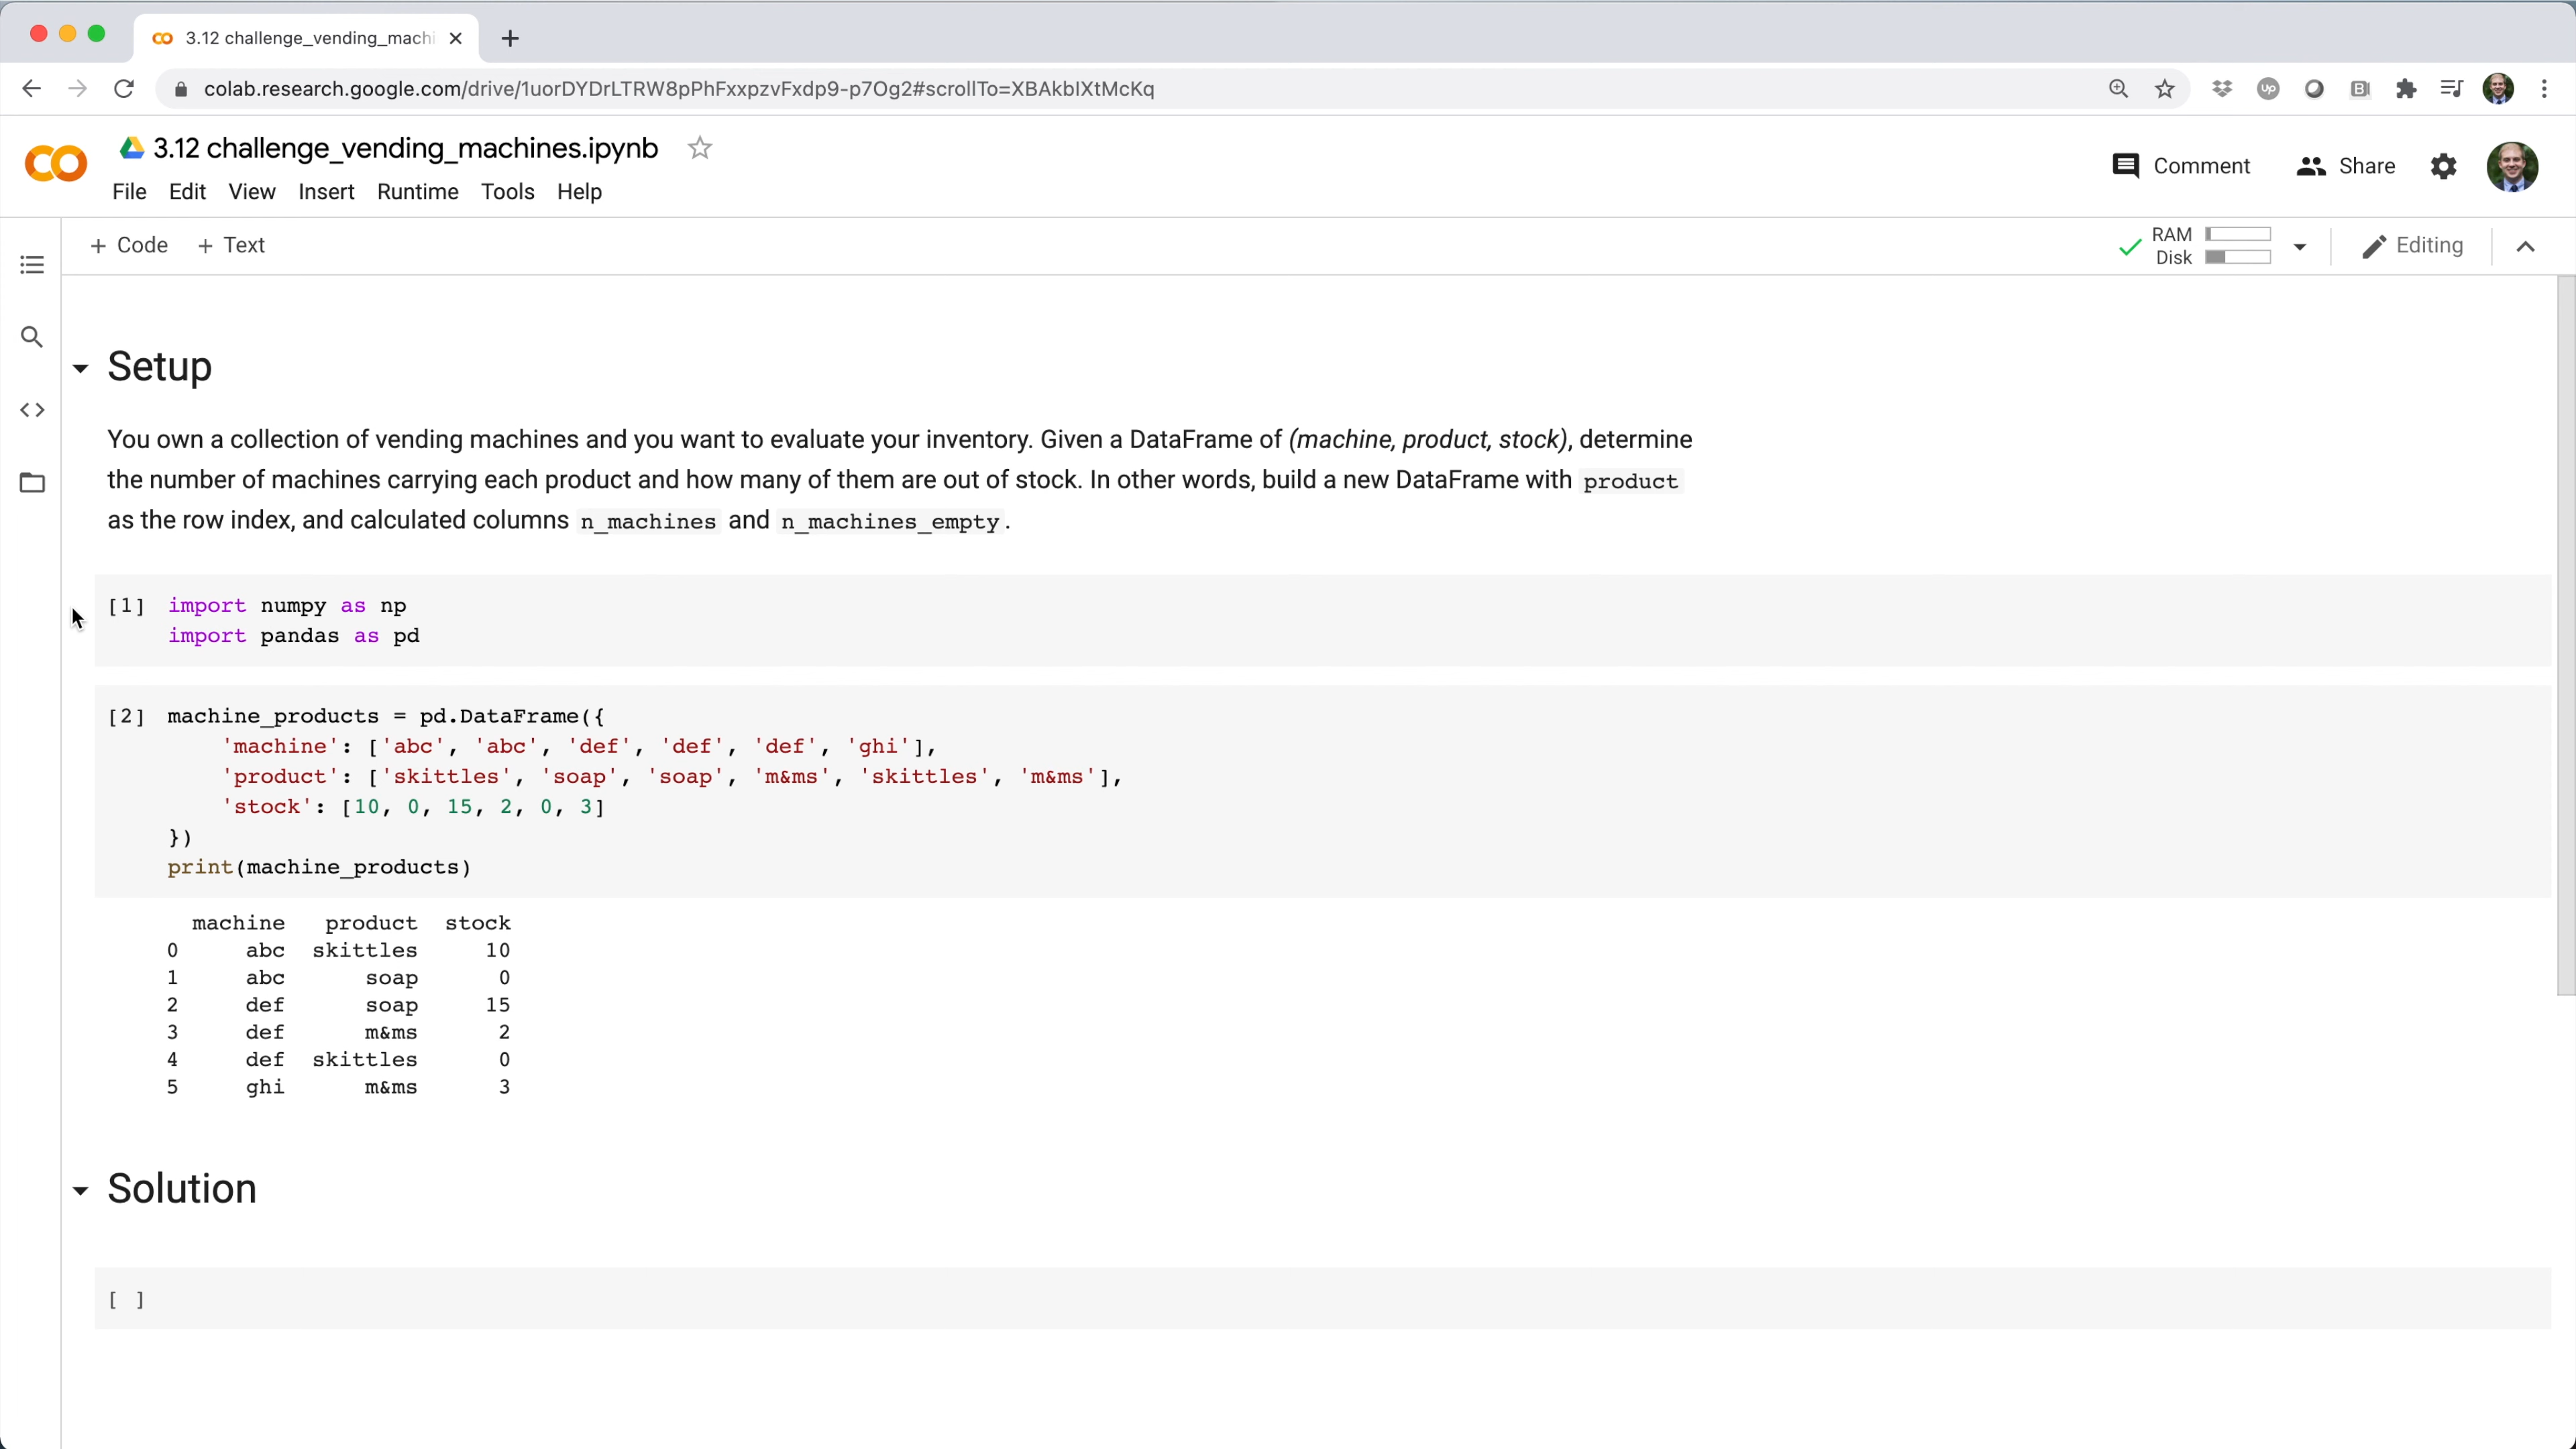 3.12 challenge_vending_machi
colab.research.google.com/drive/1uorDYDrLTRW8pPhFxxpzvFxdp9-p7Og2#scrollTo=XBAkbIXtMcKq
3.12 challenge_vending_machines.ipynb
File Edit View Insert Runtime Tools Help
Comment Share
+ Code + Text
RAM
Disk
Editing
Setup
You own a collection of vending machines and you want to evaluate your inventory. Given a DataFrame of (machine, product, stock), determine
the number of machines carrying each product and how many of them are out of stock. In other words, build a new DataFrame with product
as the row index, and calculated columns n_machines and n_machines_empty.
[1] import numpy as np
import pandas as pd
[2] machine_products = pd.DataFrame({
'machine': ['abc', 'abc', 'def', 'def', 'def', 'ghi'],
'product': ['skittles', 'soap', 'soap', 'm&ms', 'skittles', 'm&ms'],
'stock': [10, 0, 15, 2, 0, 3]
})
print(machine_products)
machine product stock
0 abc skittles 10
1 abc soap 0
2 def soap 15
3 def m&ms 2
4 def skittles 0
5 ghi m&ms 3
Solution
[ ]